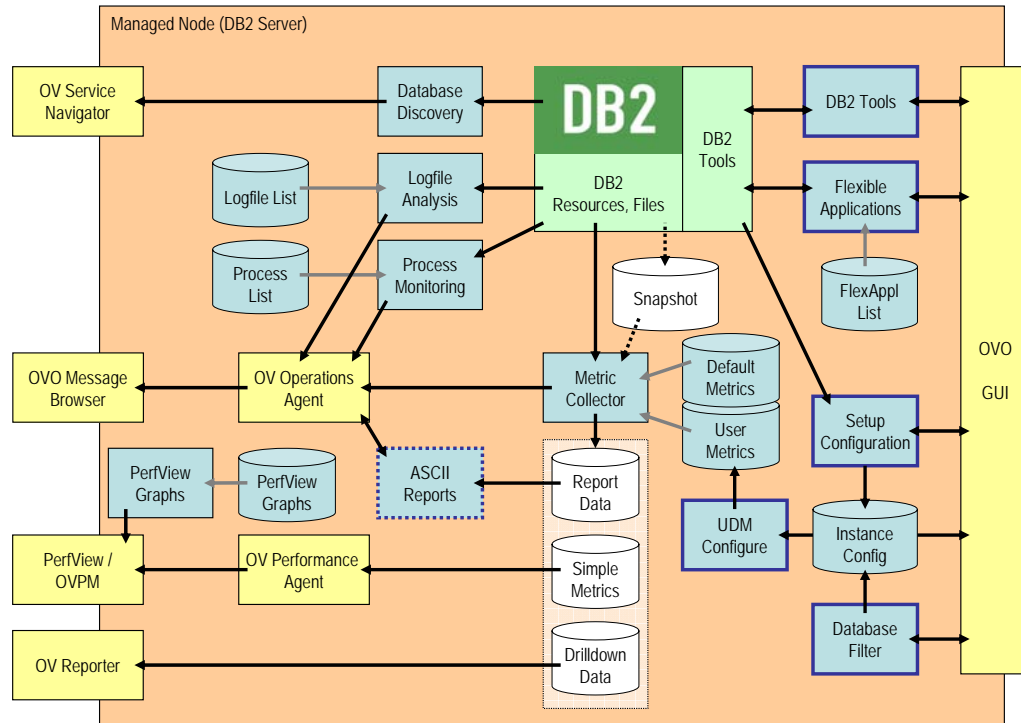 Managed Node (DB2 Server)
OV Service
Navigator
Database
Discovery
DB2
DB2
Tools
DB2 Tools
Logfile List
Logfile
Analysis
DB2
Resources, Files
Flexible
Applications
Process
List
Process
Monitoring
Snapshot
FlexAppl
List
OVO
GUI
OVO Message
Browser
OV Operations
Agent
Metric
Collector
Default
Metrics
User
Metrics
Setup
Configuration
PerfView
Graphs
PerfView
Graphs
ASCII
Reports
Report
Data
UDM
Configure
Instance
Config
PerfView /
OVPM
OV Performance
Agent
Simple
Metrics
Database
Filter
OV Reporter
Drilldown
Data